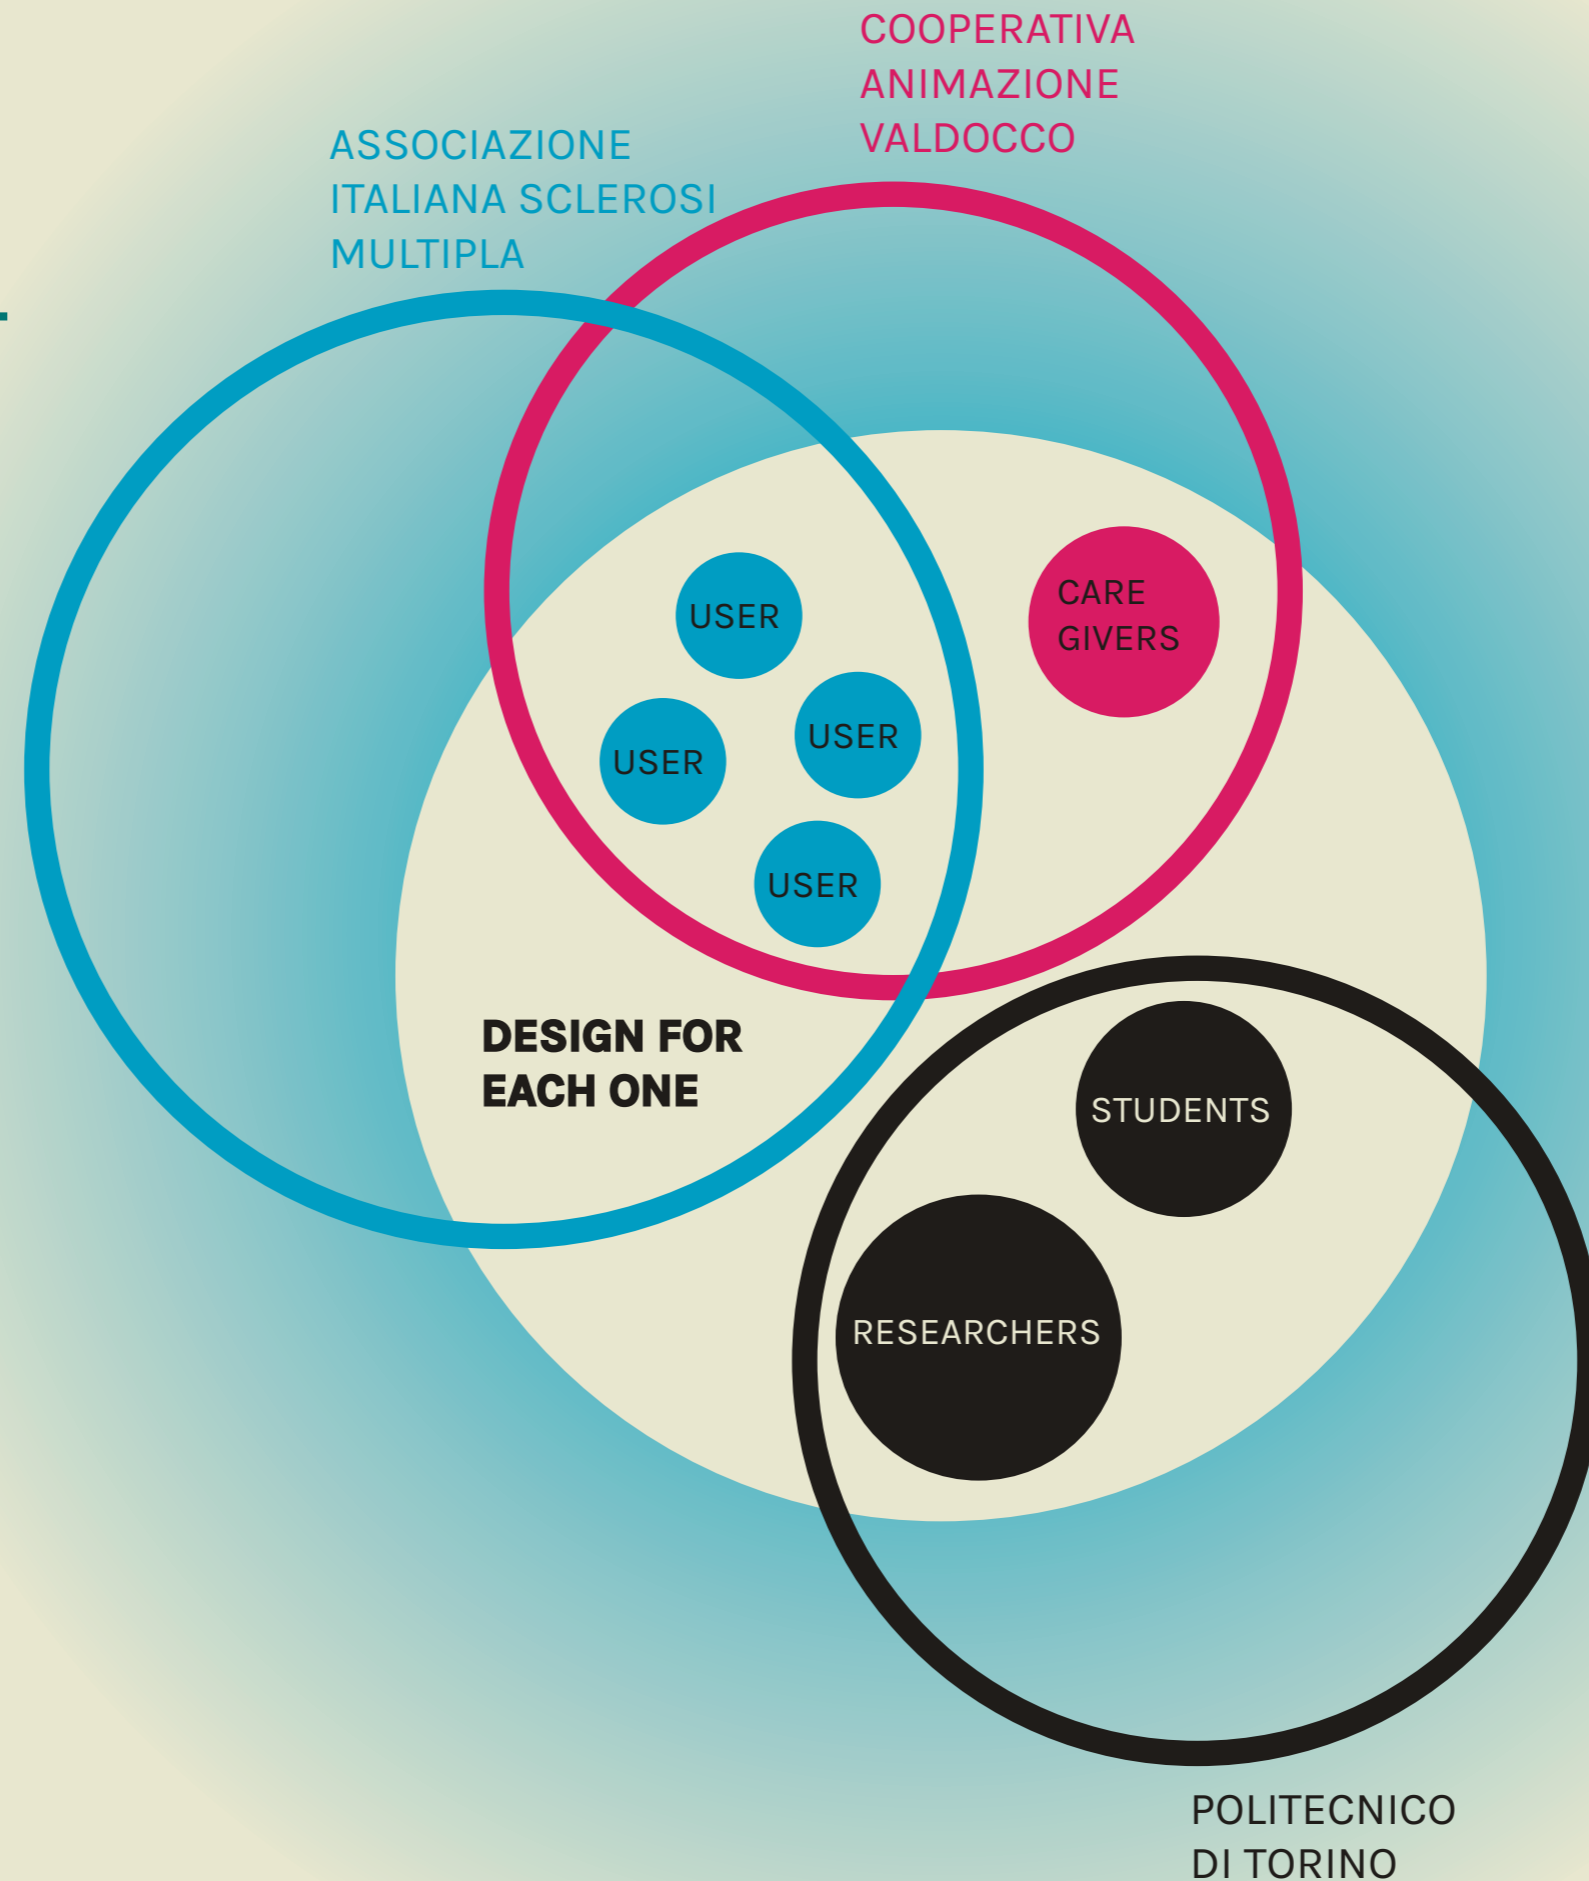 COOPERATIVA
ANIMAZIONE
VALDOCCO
ASSOCIAZIONE
ITALIANA SCLEROSI
MULTIPLA
USER
CARE
GIVERS
USER
USER
USER
DESIGN FOR
EACH ONE
STUDENTS
RESEARCHERS
POLITECNICO
DI TORINO